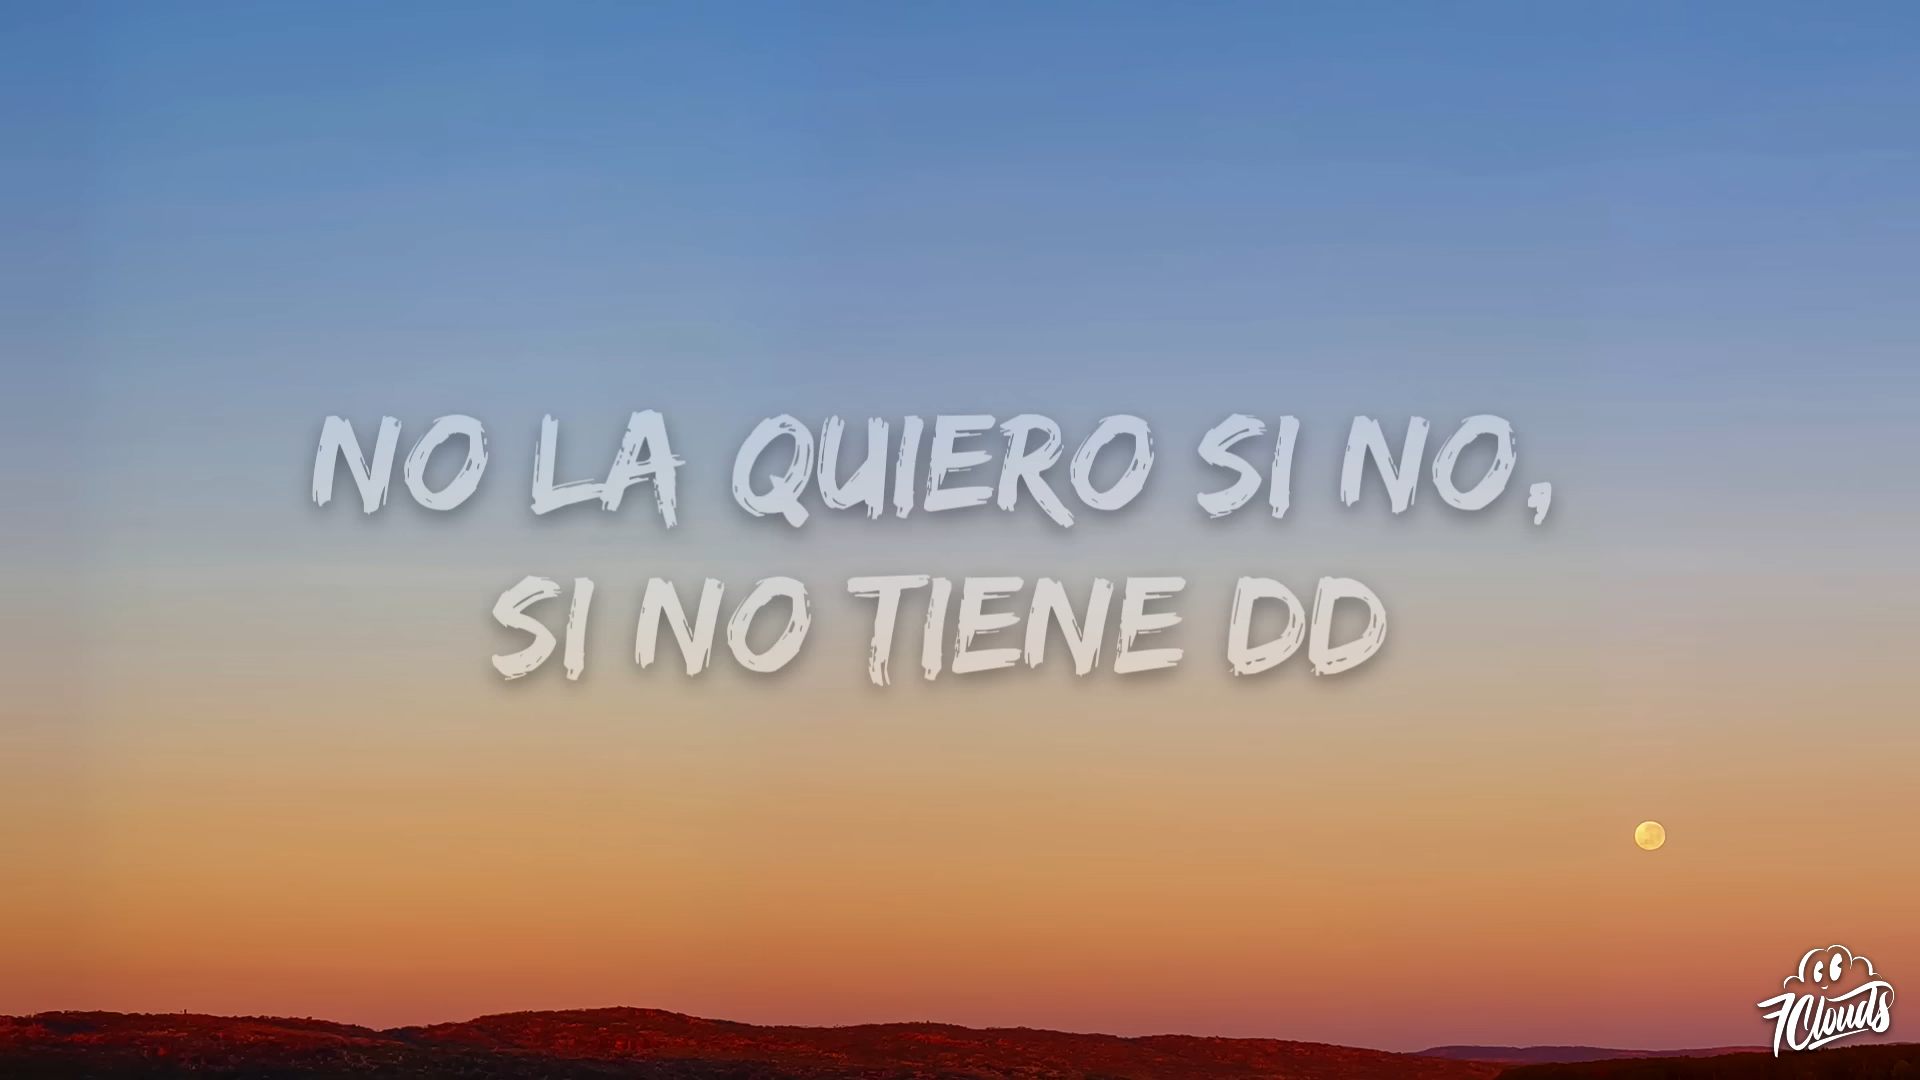 NO LA QUIERO SI NO,
SI NO TIENE DD
7Clouds